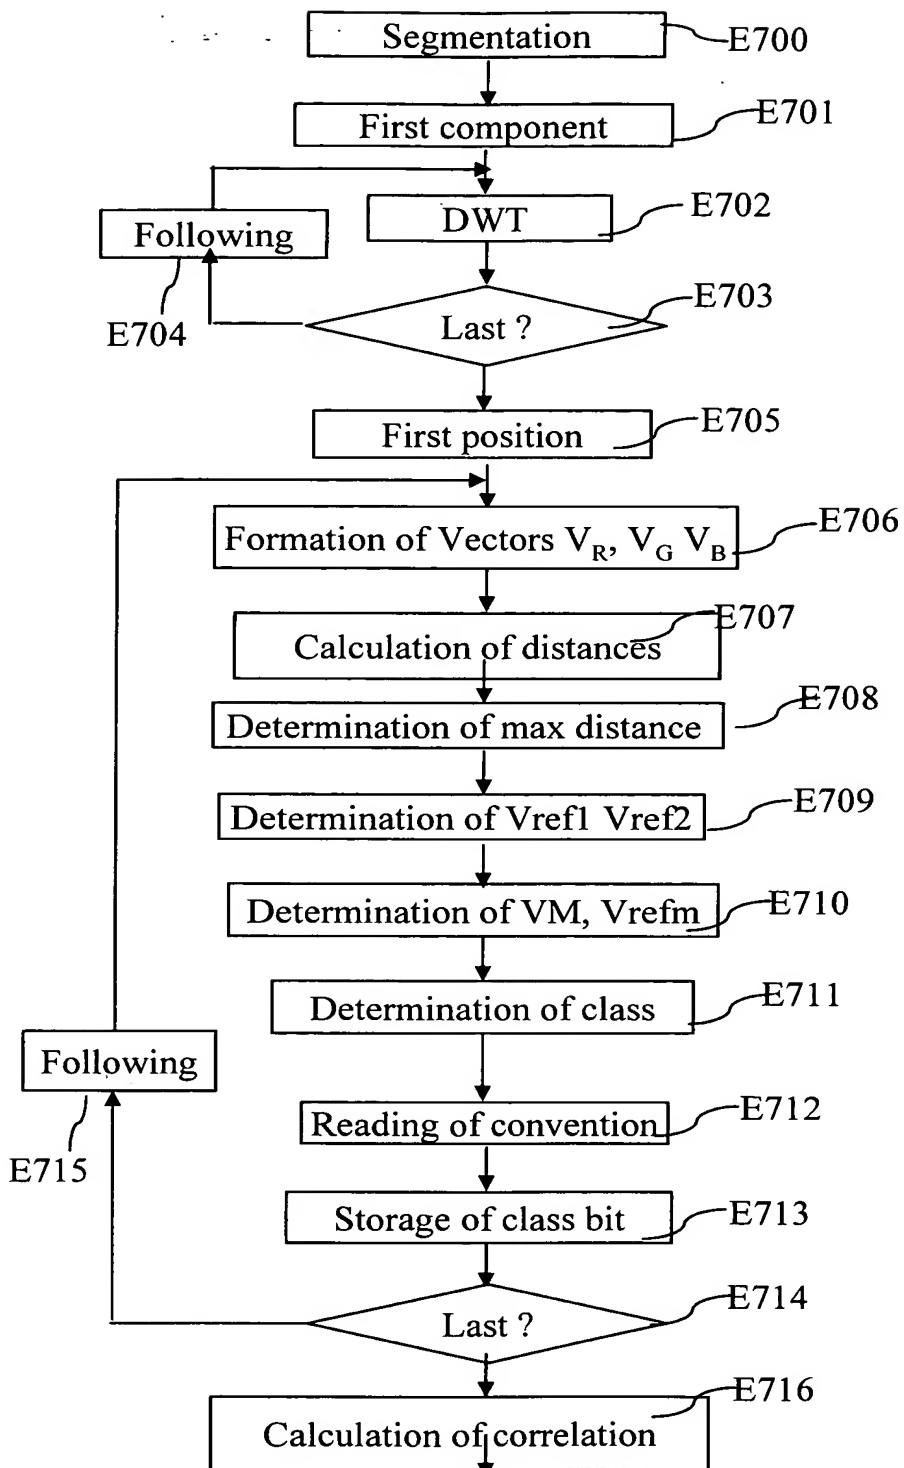 Segmentation
E700
First component
E701
DWT
E702
Following
E704
Last ?
E703
First position
E705
Formation of Vectors V_R, V_G V_B
E706
Calculation of distances
E707
Determination of max distance
E708
Determination of Vref1 Vref2
E709
Determination of VM, Vrefm
E710
Determination of class
E711
Following
E715
Reading of convention
E712
Storage of class bit
E713
Last ?
E714
Calculation of correlation
E716